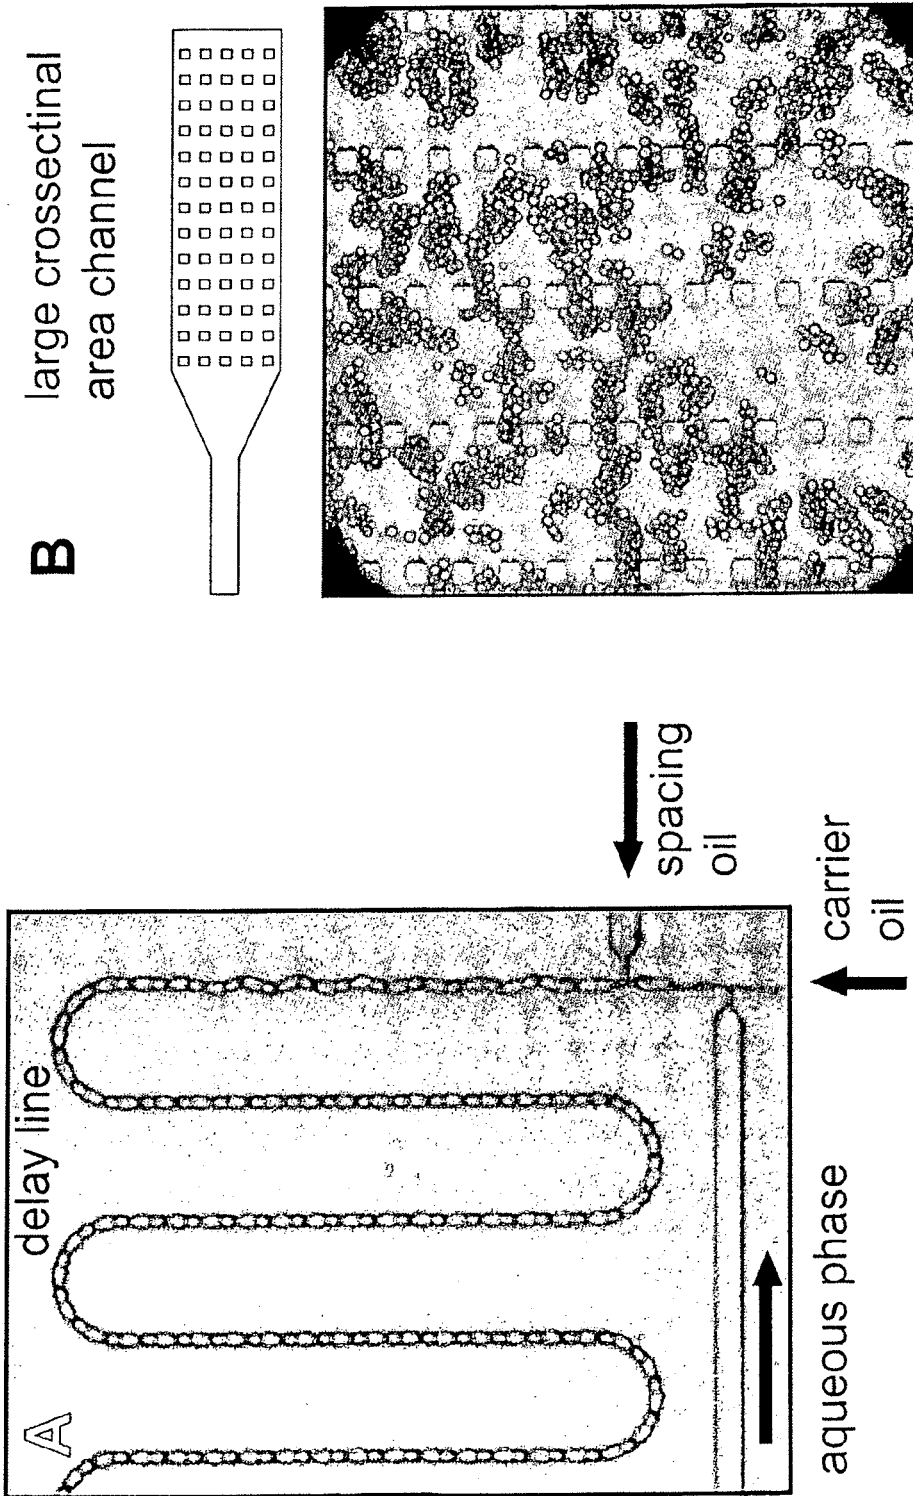 A
delay line
spacing
oil
carrier
oil
aqueous phase
B
large crossectinal
area channel